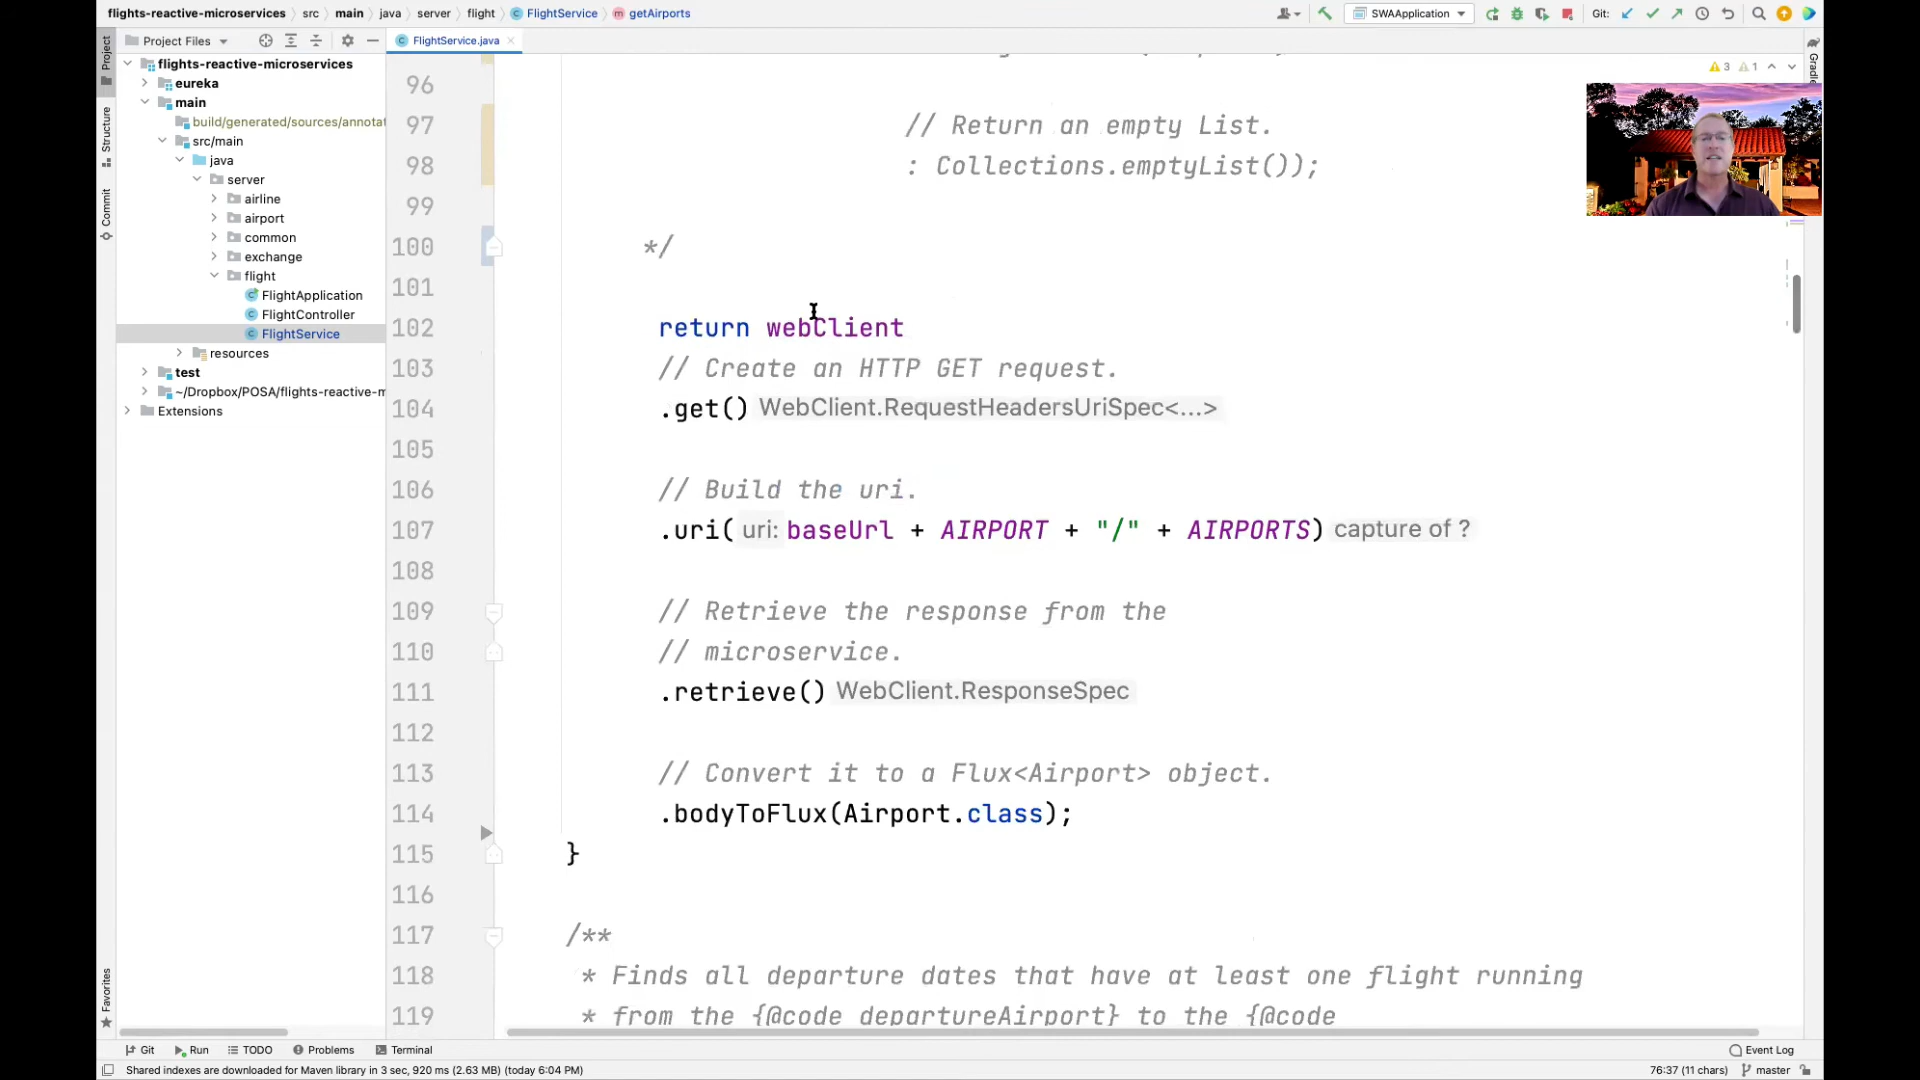 flights-reactive-microservices src main java server flight FlightService getAirports SWAApplication Git:
Project Files FlightService.java
Project
Structure
Commit
Favorites
Gradle
3 1
flights-reactive-microservices
eureka
main
build/generated/sources/annotat
src/main
java
server
airline
airport
common
exchange
flight
FlightApplication
FlightController
FlightService
resources
test
~/Dropbox/POSA/flights-reactive-m
Extensions
96
97 // Return an empty List.
98 : Collections.emptyList());
99
100 */
101
102 return webClient
103 // Create an HTTP GET request.
104 .get() WebClient.RequestHeadersUriSpec<...>
105
106 // Build the uri.
107 .uri( uri: baseUrl + AIRPORT + "/" + AIRPORTS) capture of ?
108
109 // Retrieve the response from the
110 // microservice.
111 .retrieve() WebClient.ResponseSpec
112
113 // Convert it to a Flux<Airport> object.
114 .bodyToFlux(Airport.class);
115 }
116
117 /**
118 * Finds all departure dates that have at least one flight running
119 * from the {@code departureAirport} to the {@code
Git Run TODO Problems Terminal Event Log
Shared indexes are downloaded for Maven library in 3 sec, 920 ms (2.63 MB) (today 6:04 PM) 76:37 (11 chars) master